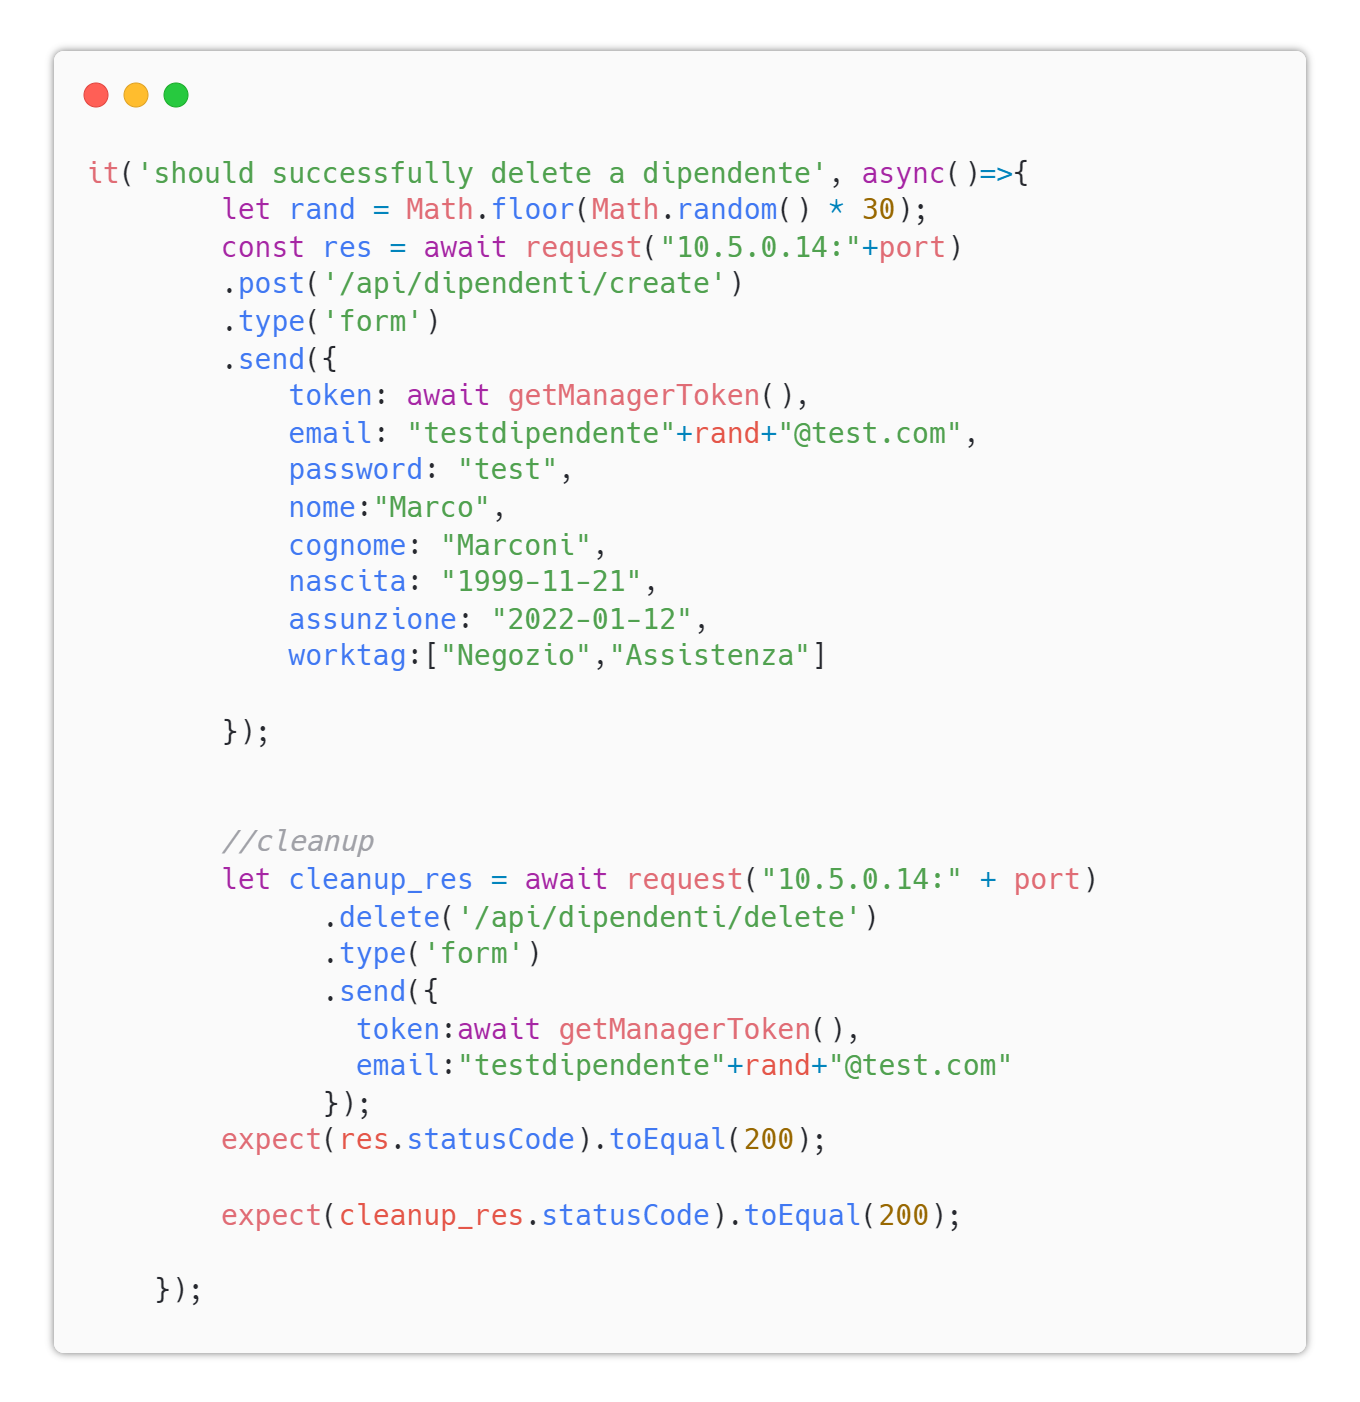 it('should successfully delete a dipendente', async()=>{
let rand = Math.floor(Math.random() * 30);
const res = await request("10.5.0.14:"+port)
.post('/api/dipendenti/create')
.type('form')
.send({
token: await getManagerToken(),
email: "testdipendente"+rand+"@test.com",
password: "test",
nome:"Marco",
cognome: "Marconi",
nascita: "1999-11-21",
assunzione: "2022-01-12",
worktag:["Negozio","Assistenza"]
});
//cleanup
let cleanup_res = await request("10.5.0.14:" + port)
.delete('/api/dipendenti/delete')
.type('form')
.send({
token:await getManagerToken(),
email:"testdipendente"+rand+"@test.com"
});
expect(res.statusCode).toEqual(200);
expect(cleanup_res.statusCode).toEqual(200);
});